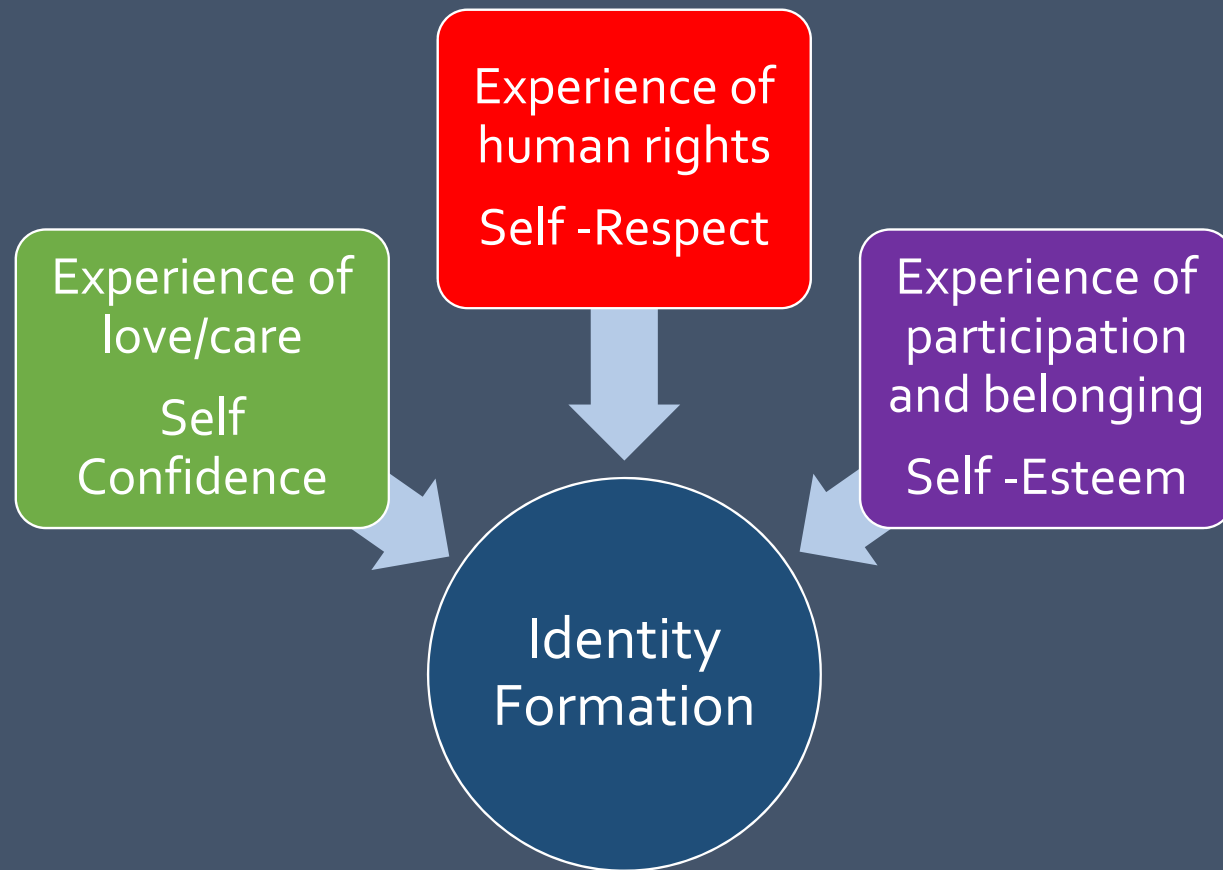 Experience of
human rights
Self -Respect
Experience of
love/care
Self
Confidence
Experience of
participation
and belonging
Self -Esteem
Identity
Formation